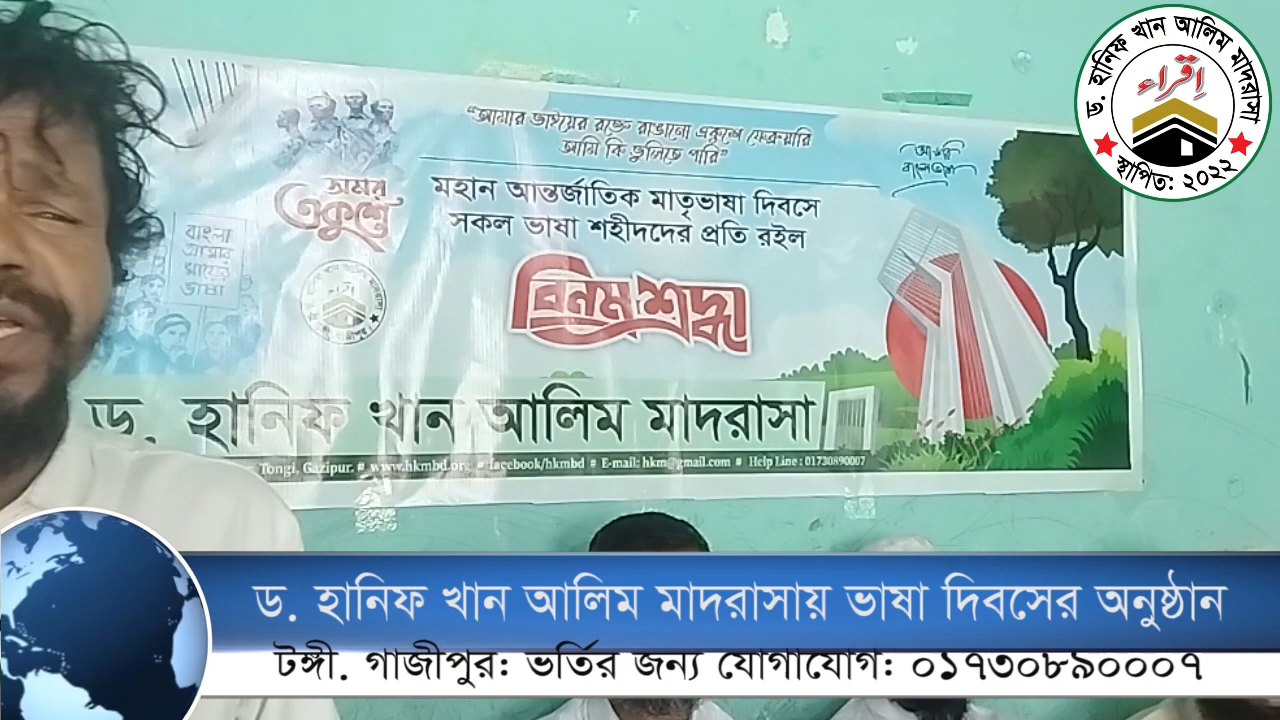 ড. হানিফ খান আলিম মাদরাসা
اقراء
স্থাপিত: ২০২২
"আমার ভাইয়ের রক্তে রাঙানো একুশে ফেব্রুয়ারি
আমি কি ভুলিতে পারি"
অমর
একুশে
মহান আন্তর্জাতিক মাতৃভাষা দিবসে
সকল ভাষা শহীদদের প্রতি রইল
বিনম্র শ্রদ্ধা
বাংলা
আমার
মায়ের
ভাষা
ড. হানিফ খান আলিম মাদরাসা
Tongi, Gazipur. # www.hkmbd.org # facebook/hkmbd # E-mail: hkm@gmail.com # Help Line : 01730890007
ড. হানিফ খান আলিম মাদরাসায় ভাষা দিবসের অনুষ্ঠান
টঙ্গী. গাজীপুর: ভর্তির জন্য যোগাযোগ: ০১৭৩০৮৯০০০৭